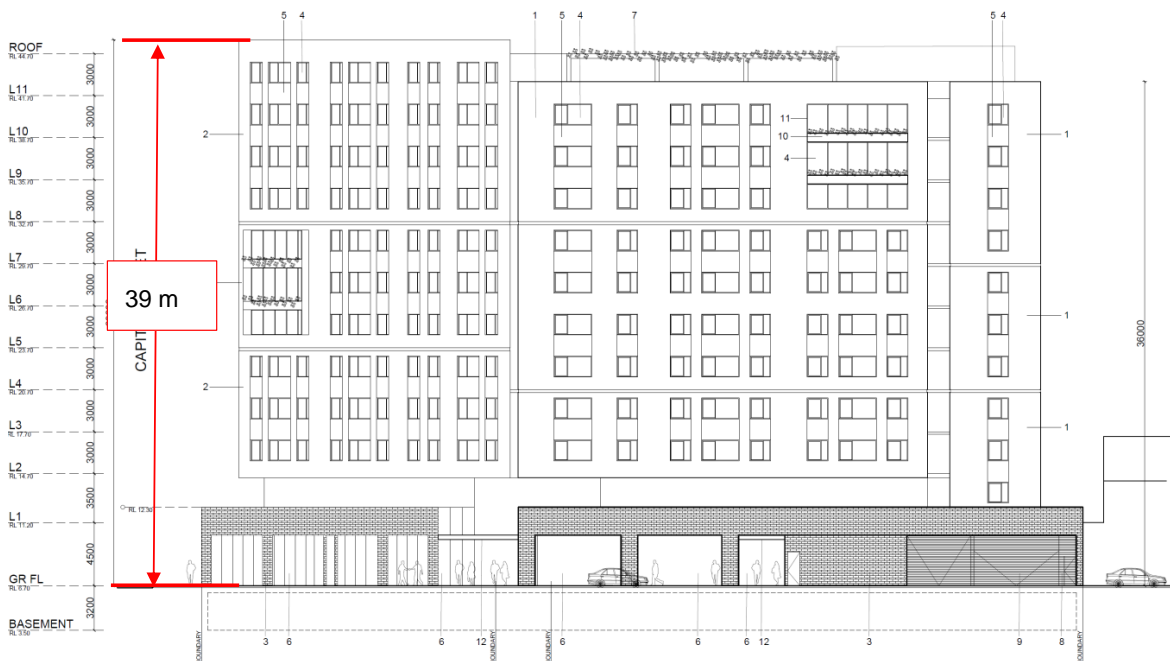 5 4 1 5 4 7 5 4
ROOF
RL 44.70
3000
L11
RL 41.70
3000
11
2
L10
10
1
RL 38.70
3000
4
L9
RL 35.70
3000
L8
RL 32.70
3000
L7
RL 29.70
3000
39 m
L6
RL 26.70
1
3000
36000
L5
RL 23.70
CAPIT
ET
3000
L4
2
RL 20.70
3000
L3
1
RL 17.70
3000
L2
RL 14.70
3500
RL 12.30
L1
RL 11.20
4500
GR FL
RL 6.70
3200
BASEMENT
RL 3.50
3 6 6 12 6 6 6 12 3 9 8
OUNDARY OUNDARY OUNDARY OUNDARY